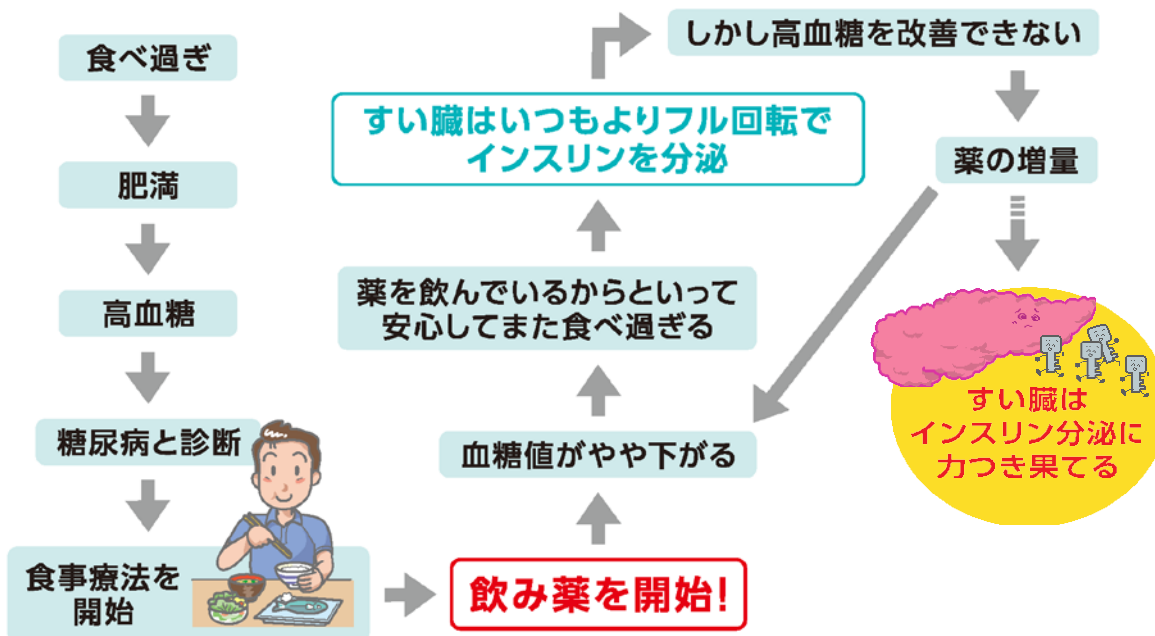 食べ過ぎ
肥満
高血糖
糖尿病と診断
食事療法を
開始
飲み薬を開始！
血糖値がやや下がる
薬を飲んでいるからといって
安心してまた食べ過ぎる
すい臓はいつもよりフル回転で
インスリンを分泌
しかし高血糖を改善できない
薬の増量
すい臓は
インスリン分泌に
力つき果てる